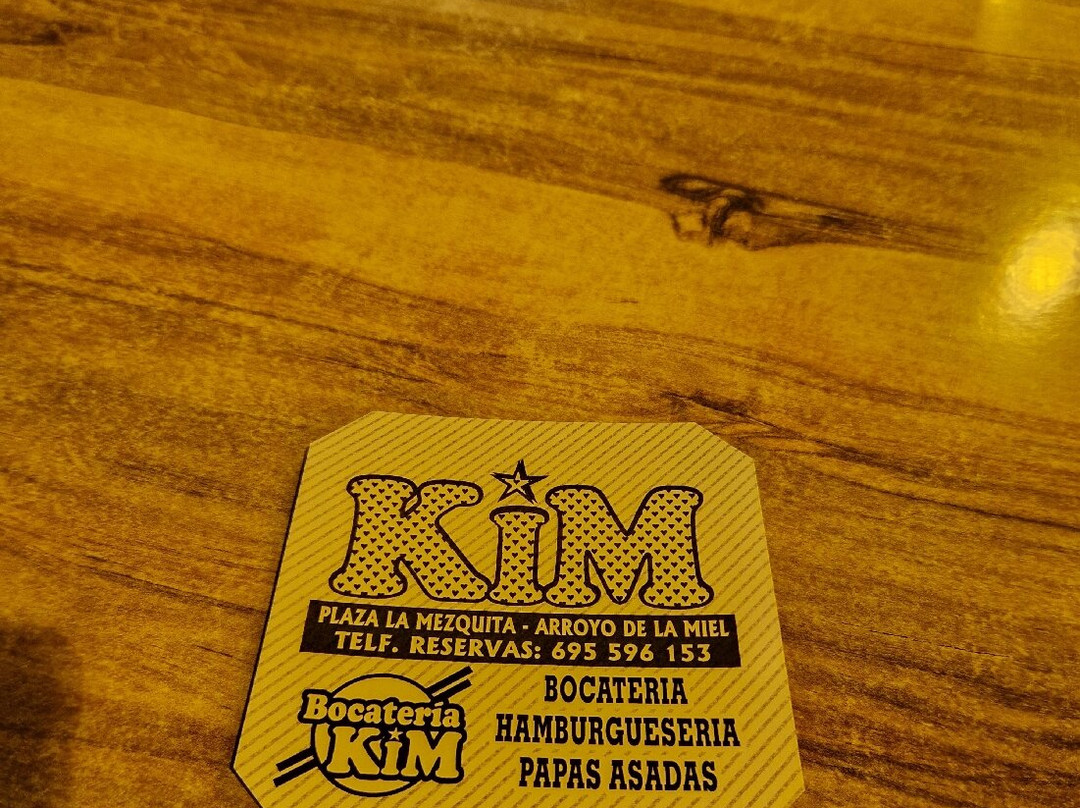 KiM
PLAZA LA MEZQUITA - ARROYO DE LA MIEL
TELF. RESERVAS: 695 596 153
Bocatería
KiM
BOCATERIA
HAMBURGUESERIA
PAPAS ASADAS